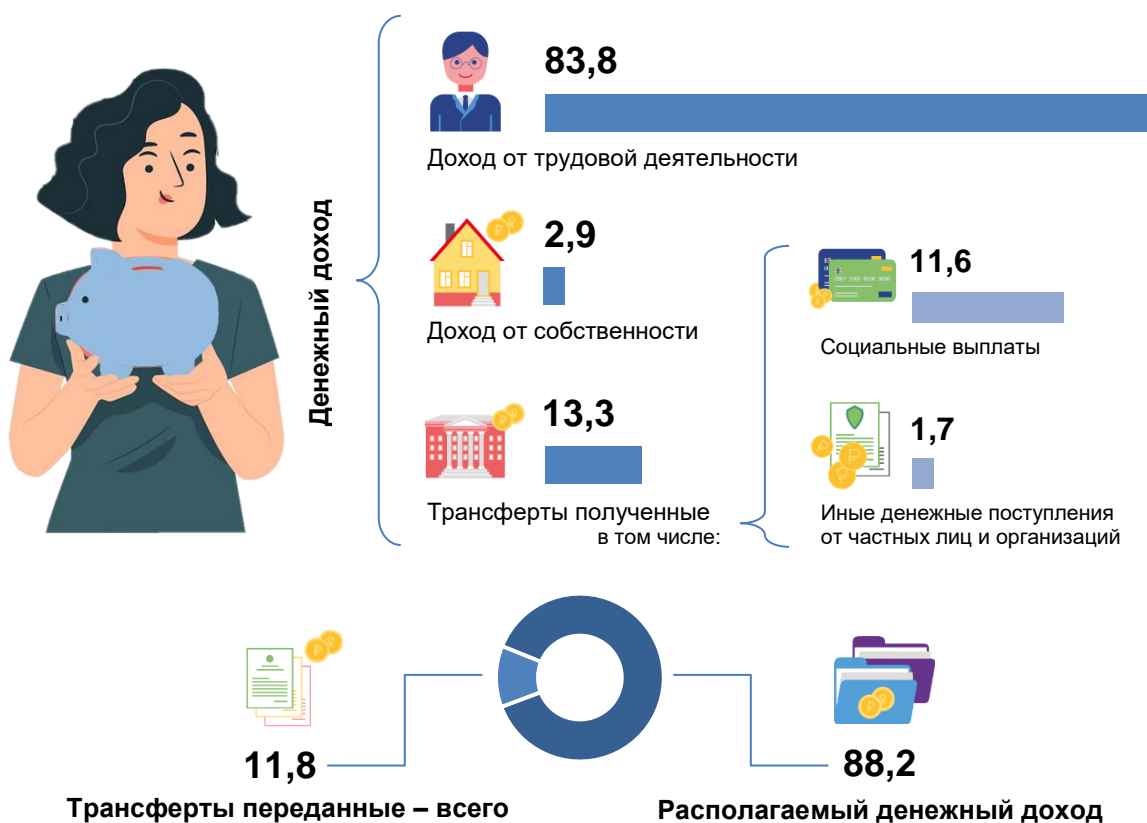 Денежный доход
83,8
Доход от трудовой деятельности
2,9
Доход от собственности
13,3
Трансферты полученные
в том числе:
11,6
Социальные выплаты
1,7
Иные денежные поступления
от частных лиц и организаций
11,8
Трансферты переданные – всего
88,2
Располагаемый денежный доход